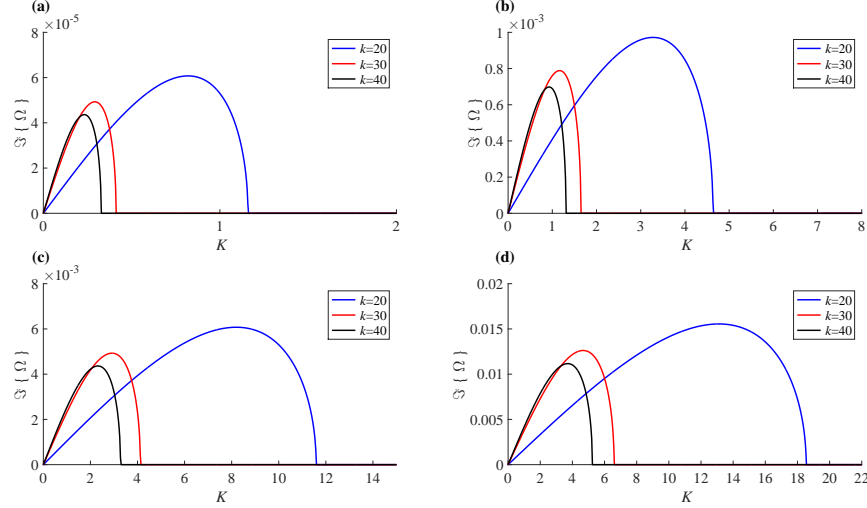 (a)
×10⁻⁵
8
6
4
2
0
ℑ { Ω }
0 1 2
K
k=20
k=30
k=40
(b)
×10⁻³
1
0.8
0.6
0.4
0.2
0
ℑ { Ω }
0 1 2 3 4 5 6 7 8
K
k=20
k=30
k=40
(c)
×10⁻³
8
6
4
2
0
ℑ { Ω }
0 2 4 6 8 10 12 14
K
k=20
k=30
k=40
(d)
0.02
0.015
0.01
0.005
0
ℑ { Ω }
0 2 4 6 8 10 12 14 16 18 20 22
K
k=20
k=30
k=40